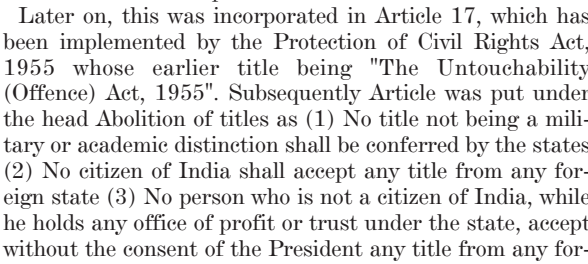 Later on, this was incorporated in Article 17, which has
been implemented by the Protection of Civil Rights Act,
1955 whose earlier title being "The Untouchability
(Offence) Act, 1955". Subsequently Article was put under
the head Abolition of titles as (1) No title not being a mili-
tary or academic distinction shall be conferred by the states
(2) No citizen of India shall accept any title from any for-
eign state (3) No person who is not a citizen of India, while
he holds any office of profit or trust under the state, accept
without the consent of the President any title from any for-